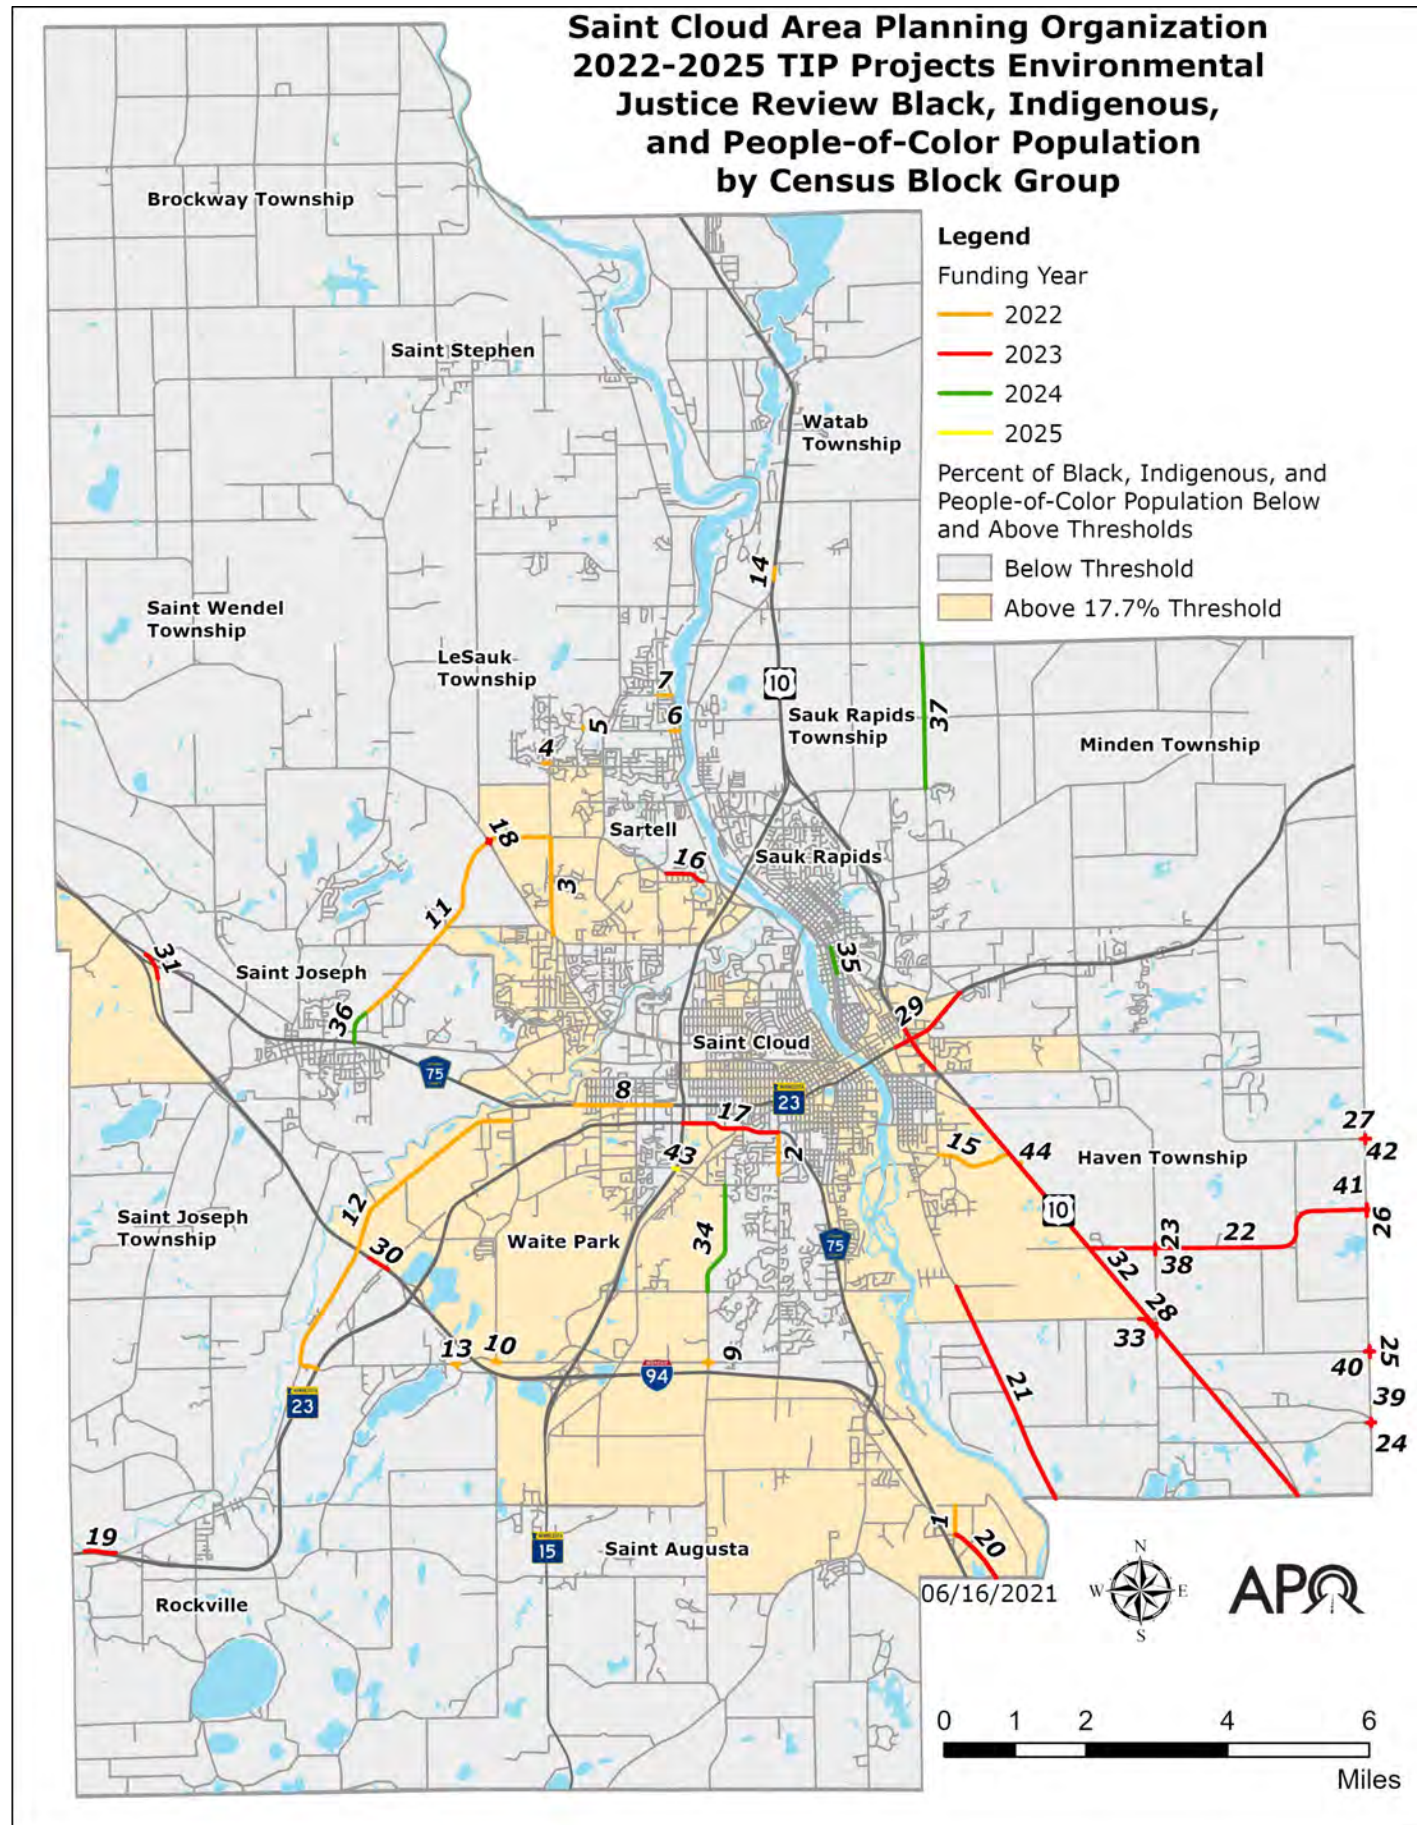 Saint Cloud Area Planning Organization
2022-2025 TIP Projects Environmental
Justice Review Black, Indigenous,
and People-of-Color Population
by Census Block Group
Legend
Funding Year
2022
2023
2024
2025
Percent of Black, Indigenous, and
People-of-Color Population Below
and Above Thresholds
Below Threshold
Above 17.7% Threshold
Brockway Township
Saint Stephen
Watab
Township
14
Saint Wendel
Township
LeSauk
Township
7
10
6
5
4
Sauk Rapids
Township
37
Minden Township
18
Sartell
16
Sauk Rapids
3
11
31
Saint Joseph
35
36
29
Saint Cloud
75
8
23
17
2
43
15
44
27
42
Haven Township
41
26
12
Saint Joseph
Township
30
Waite Park
34
75
10
23
22
38
32
28
33
13
10
9
94
25
40
39
24
21
23
19
1
20
15
Saint Augusta
Rockville
06/16/2021
N
W
E
S
APO
0 1 2 4 6
Miles